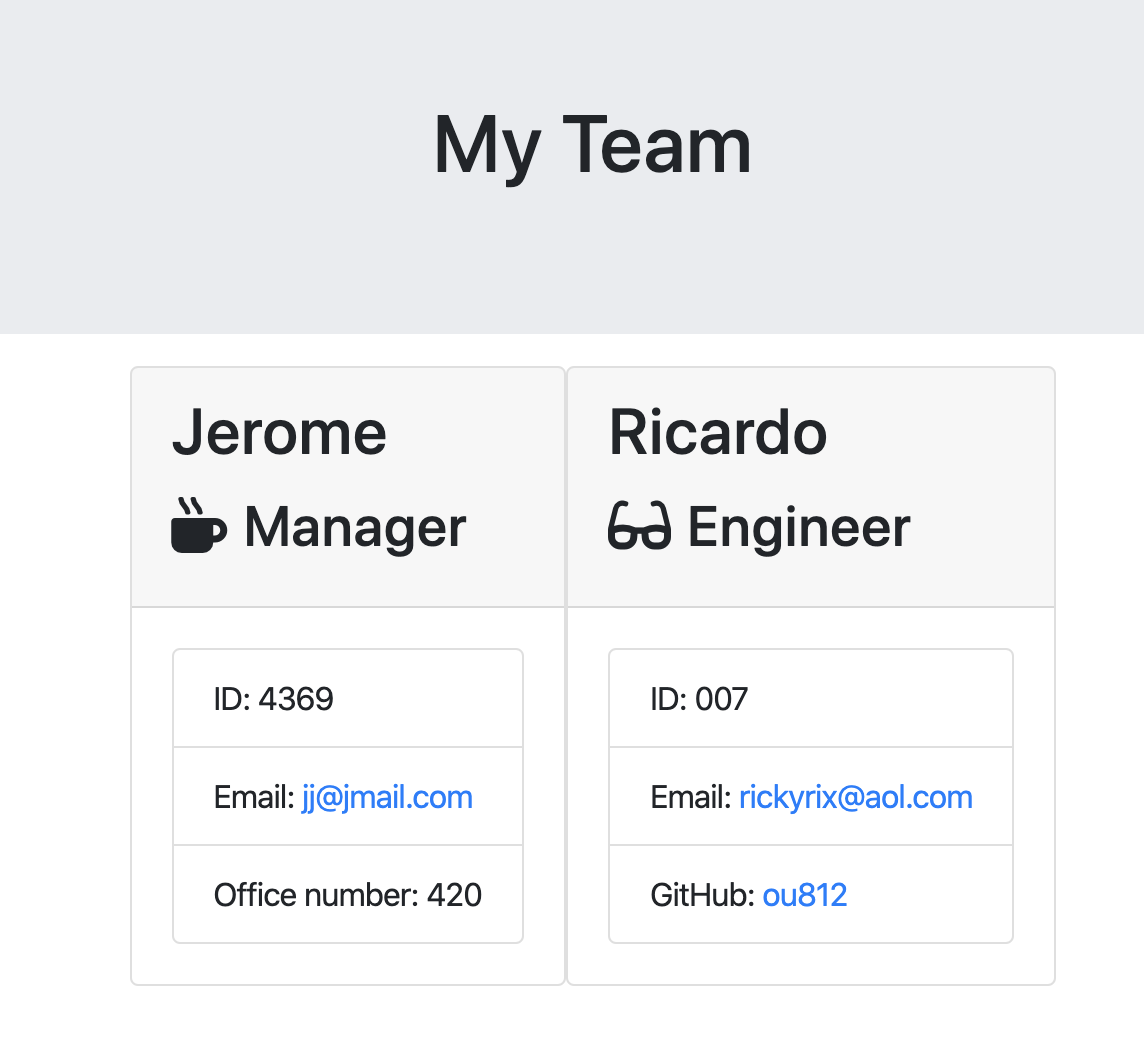 My Team
Jerome
Manager
ID: 4369
Email: jj@jmail.com
Office number: 420
Ricardo
Engineer
ID: 007
Email: rickyrix@aol.com
GitHub: ou812